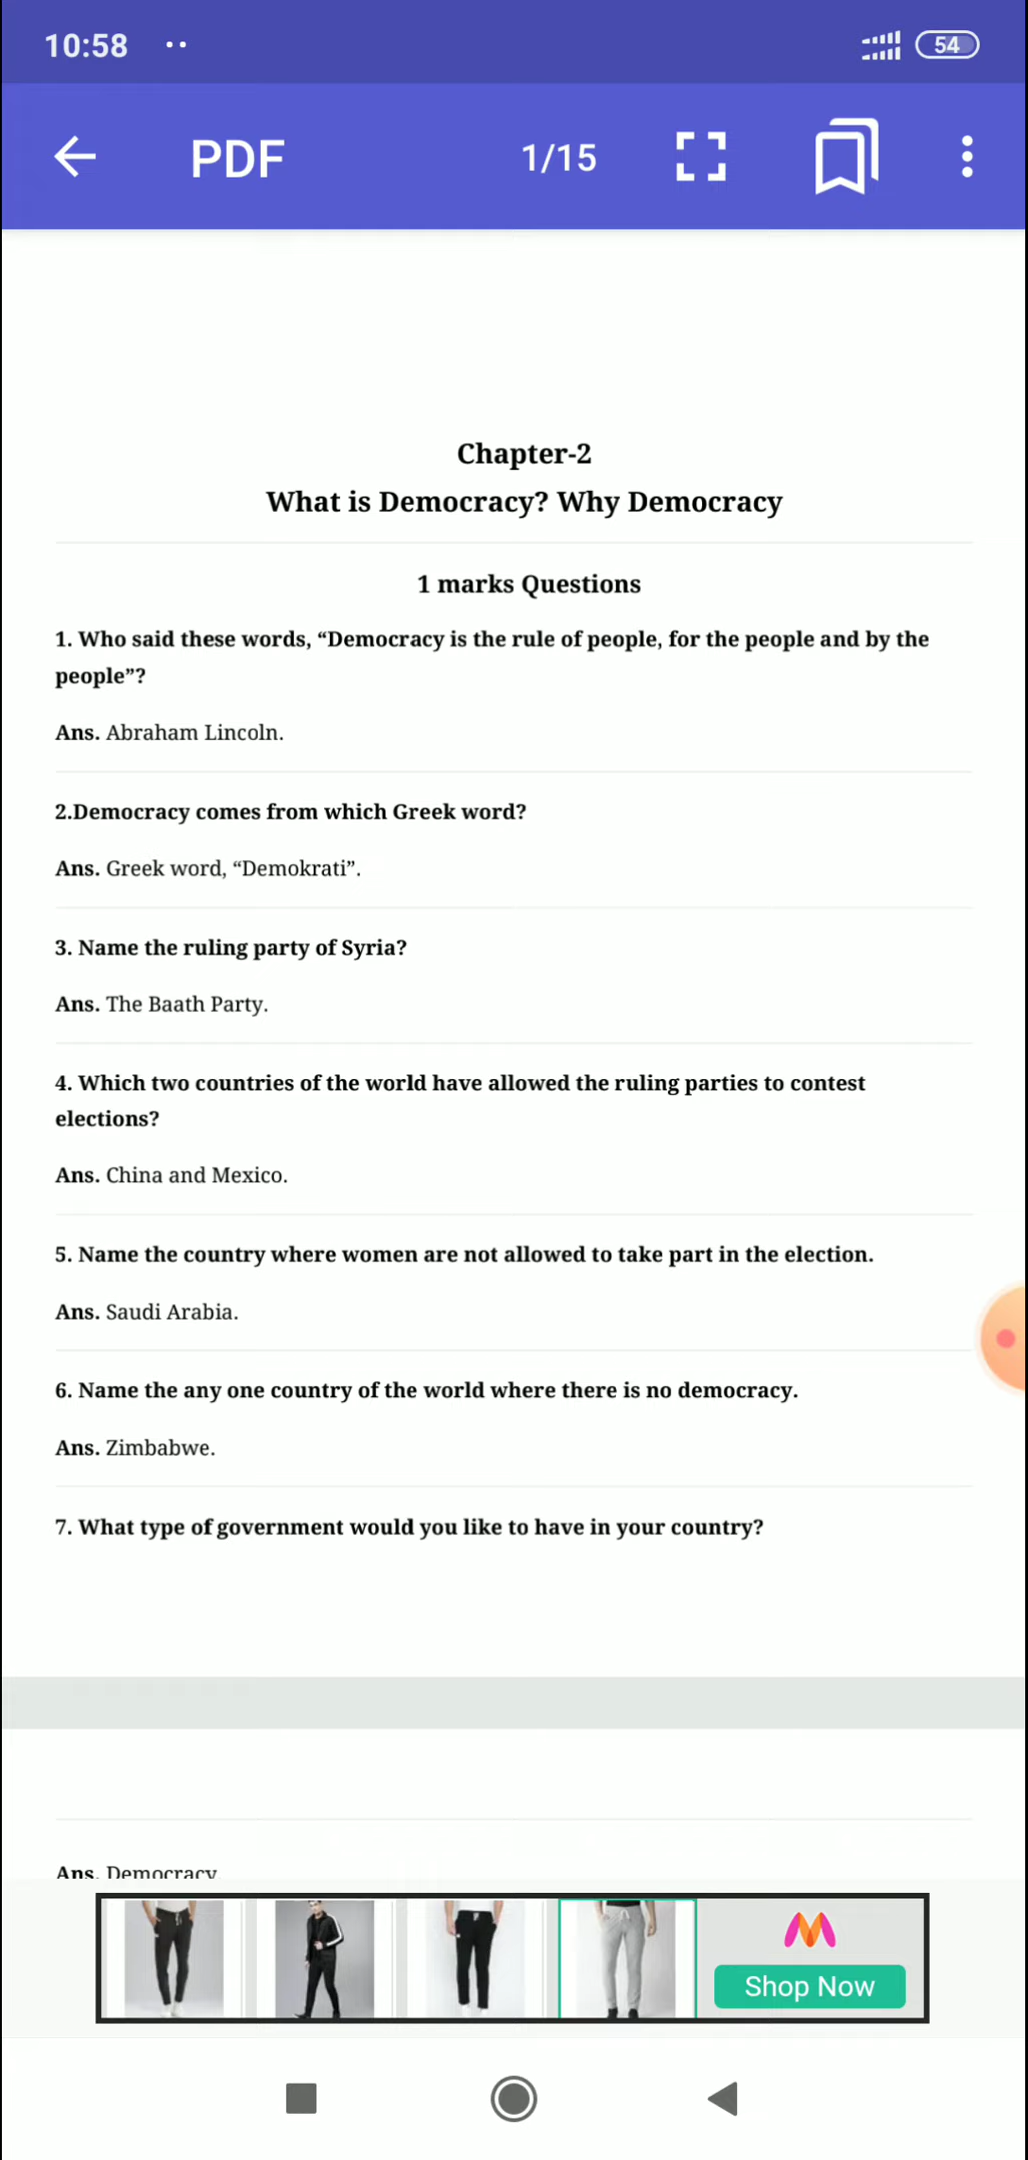 10:58
54
PDF
1/15
Chapter-2
What is Democracy? Why Democracy
1 marks Questions
1. Who said these words, “Democracy is the rule of people, for the people and by the
people”?
Ans. Abraham Lincoln.
2.Democracy comes from which Greek word?
Ans. Greek word, “Demokrati”.
3. Name the ruling party of Syria?
Ans. The Baath Party.
4. Which two countries of the world have allowed the ruling parties to contest
elections?
Ans. China and Mexico.
5. Name the country where women are not allowed to take part in the election.
Ans. Saudi Arabia.
6. Name the any one country of the world where there is no democracy.
Ans. Zimbabwe.
7. What type of government would you like to have in your country?
Ans. Democracy
Shop Now